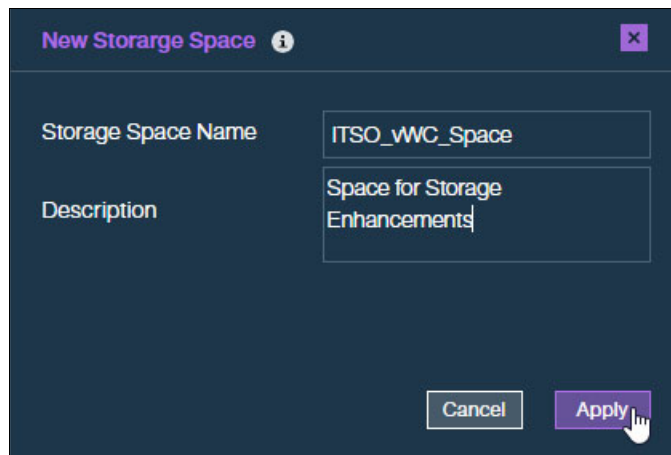 New Storarge Space i
Storage Space Name
ITSO_vWC_Space
Description
Space for Storage
Enhancements
Cancel
Apply